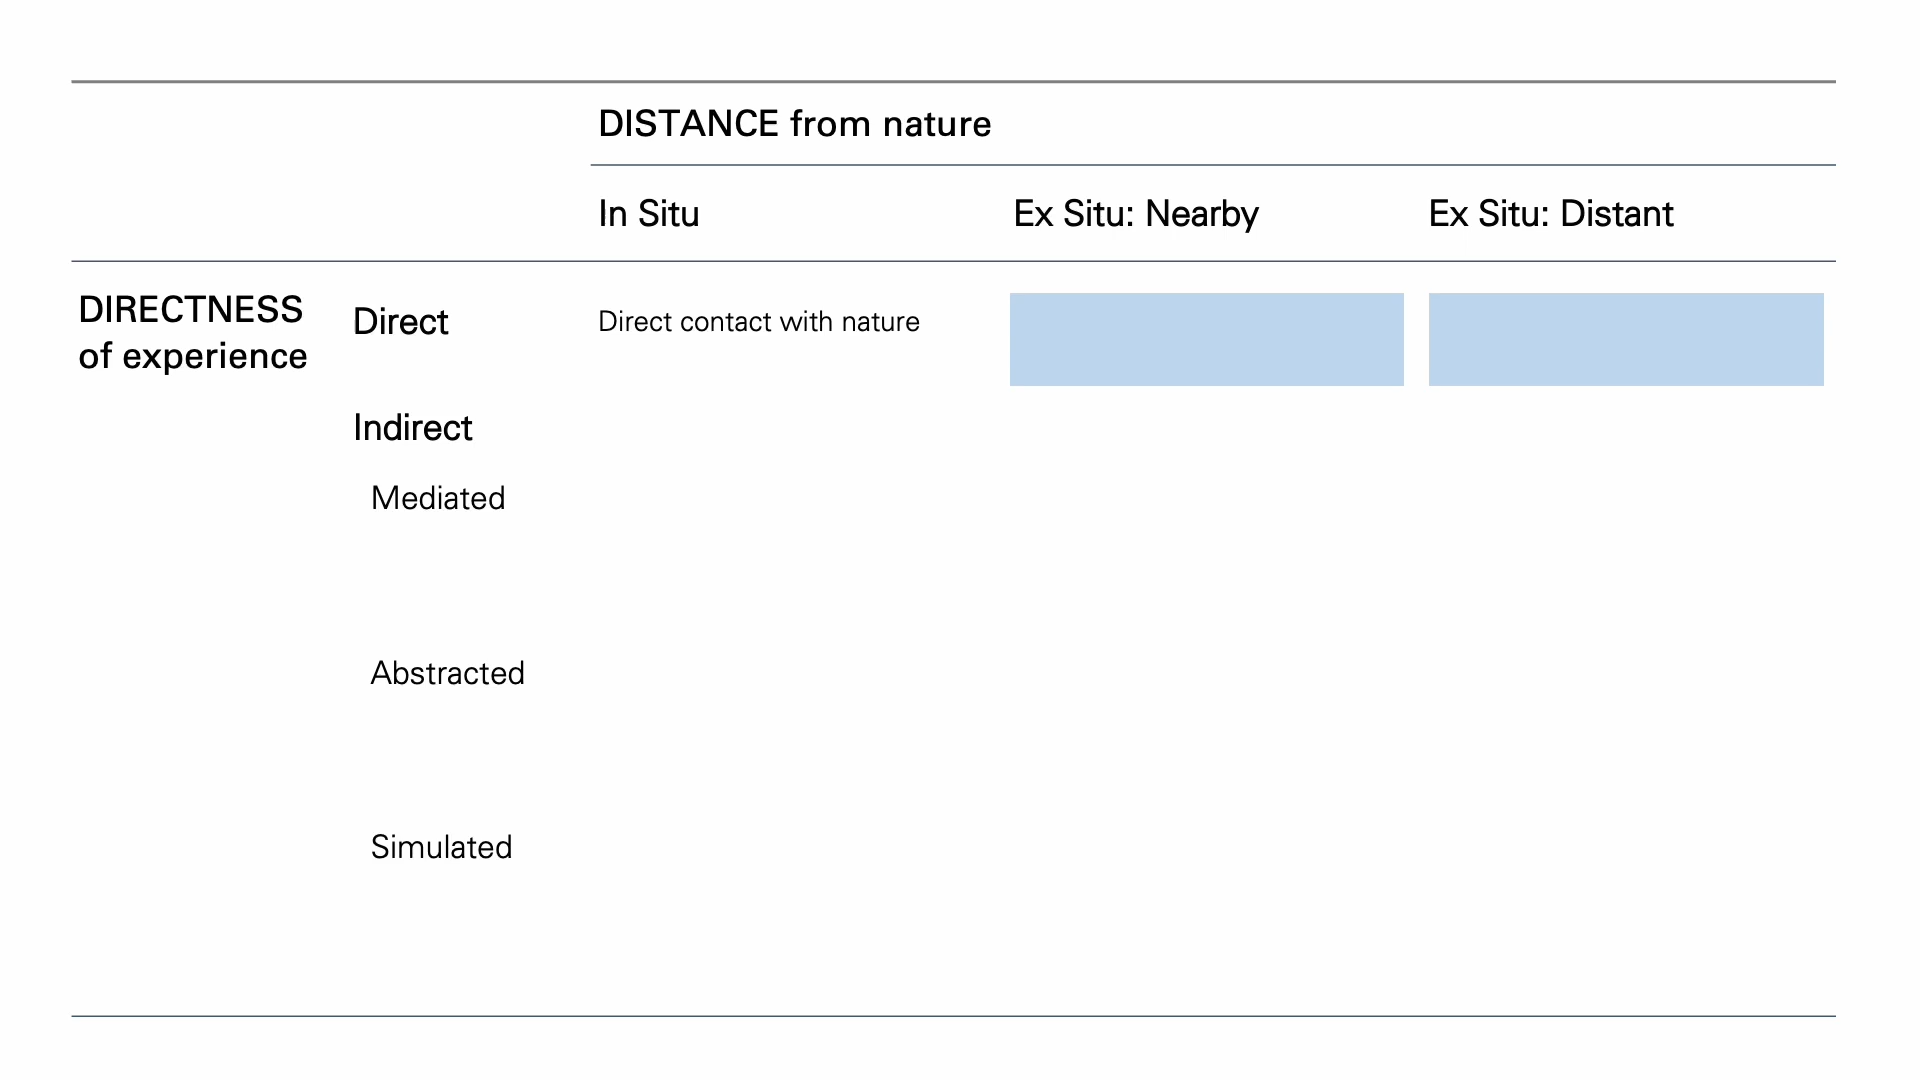 DISTANCE from nature
In Situ
Ex Situ: Nearby
Ex Situ: Distant
DIRECTNESS
of experience
Direct
Direct contact with nature
Indirect
Mediated
Abstracted
Simulated